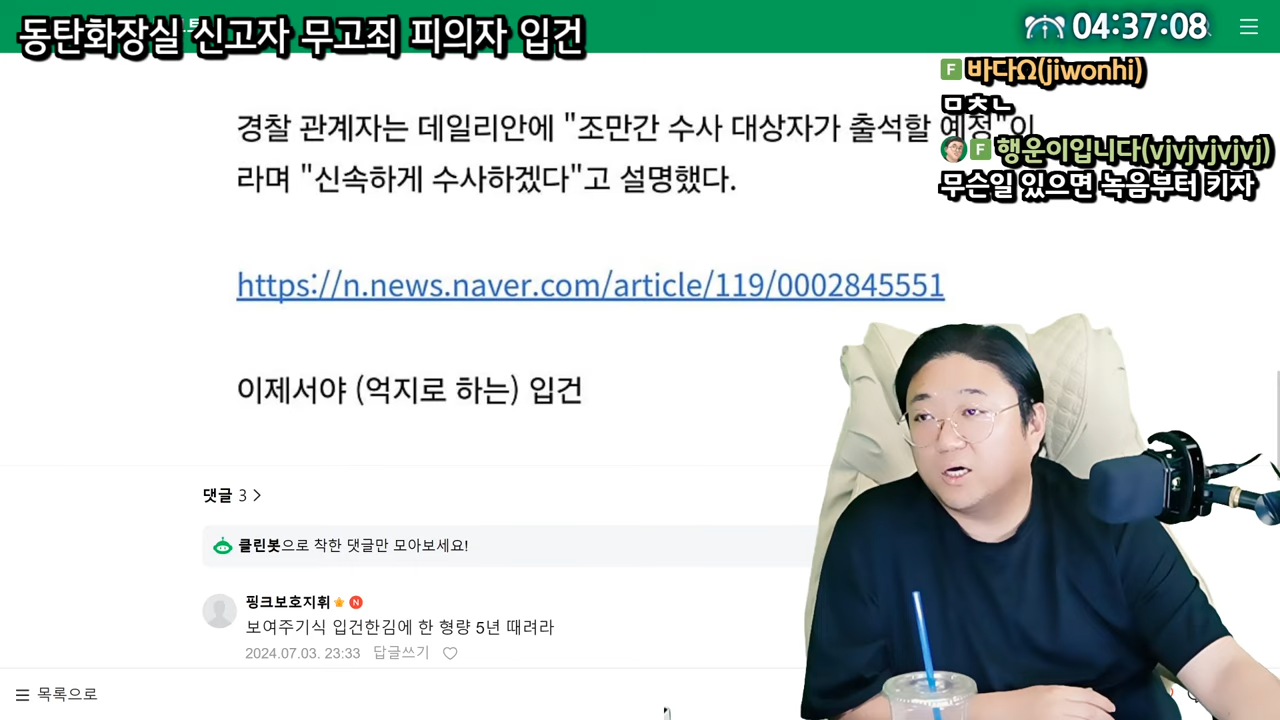 동탄화장실 신고자 무고죄 피의자 입건
04:37:08
F 바다Ω(jiwonhi)
ㅁㅊㄴ
F 행운이입니다(vjvjvjvjvj)
무슨일 있으면 녹음부터 키자
경찰 관계자는 데일리안에 "조만간 수사 대상자가 출석할 예정"이
라며 "신속하게 수사하겠다"고 설명했다.
https://n.news.naver.com/article/119/0002845551
이제서야 (억지로 하는) 입건
댓글 3
클린봇으로 착한 댓글만 모아보세요!
핑크보호지휘 N
보여주기식 입건한김에 한 형량 5년 때려라
2024.07.03. 23:33 답글쓰기
목록으로